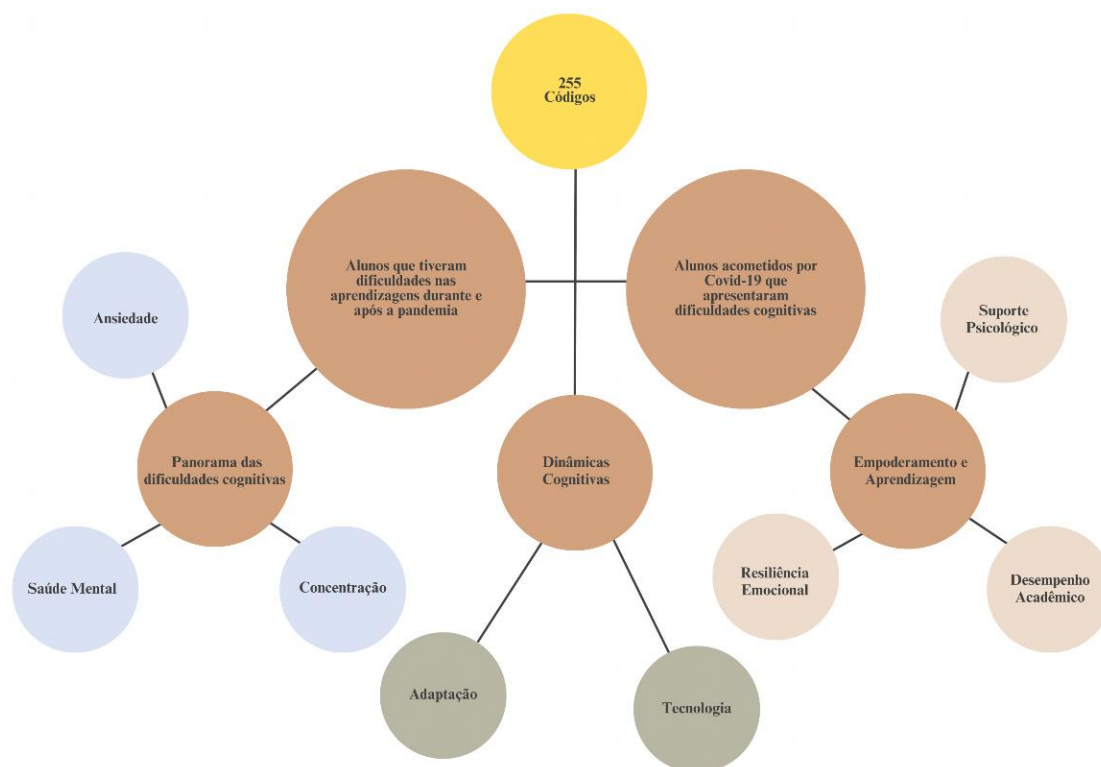 255
Códigos
Alunos que tiveram
dificuldades nas
aprendizagens durante e
após a pandemia
Alunos acometidos por
Covid-19 que
apresentaram
dificuldades cognitivas
Ansiedade
Suporte
Psicológico
Panorama das
dificuldades cognitivas
Dinâmicas
Cognitivas
Empoderamento e
Aprendizagem
Saúde Mental
Concentração
Resiliência
Emocional
Desempenho
Acadêmico
Adaptação
Tecnologia